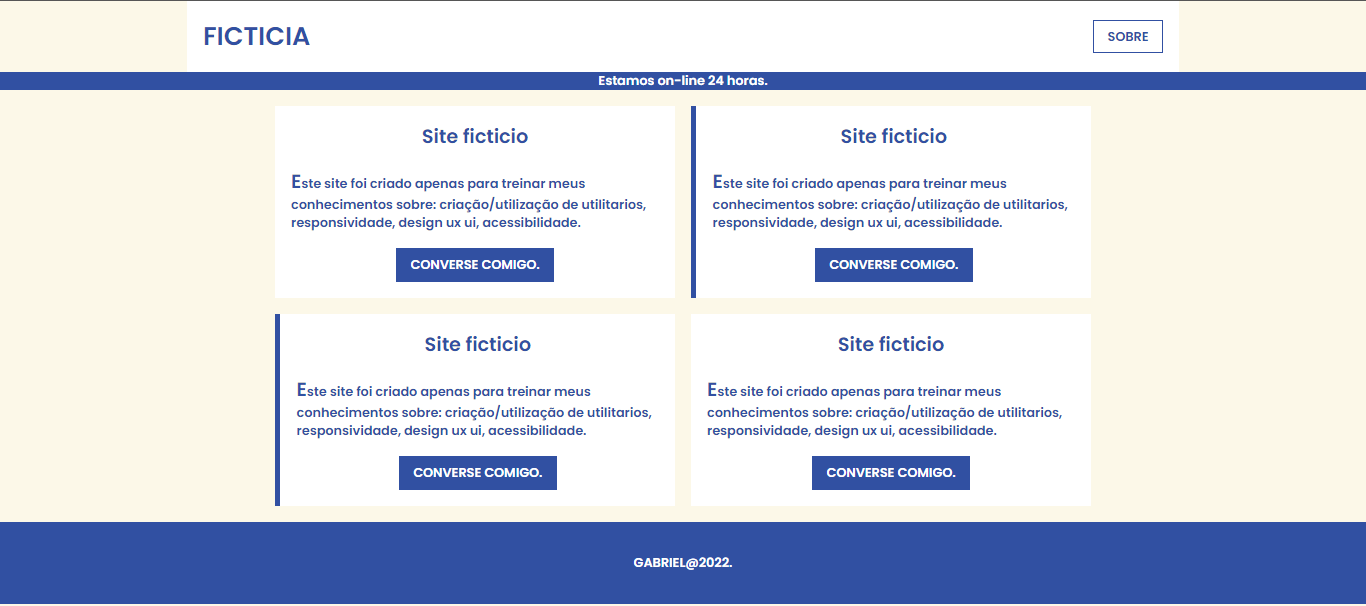 FICTICIA
SOBRE
Estamos on-line 24 horas.
Site ficticio
Este site foi criado apenas para treinar meus
conhecimentos sobre: criação/utilização de utilitarios,
responsividade, design ux ui, acessibilidade.
CONVERSE COMIGO.
Site ficticio
Este site foi criado apenas para treinar meus
conhecimentos sobre: criação/utilização de utilitarios,
responsividade, design ux ui, acessibilidade.
CONVERSE COMIGO.
Site ficticio
Este site foi criado apenas para treinar meus
conhecimentos sobre: criação/utilização de utilitarios,
responsividade, design ux ui, acessibilidade.
CONVERSE COMIGO.
Site ficticio
Este site foi criado apenas para treinar meus
conhecimentos sobre: criação/utilização de utilitarios,
responsividade, design ux ui, acessibilidade.
CONVERSE COMIGO.
GABRIEL@2022.